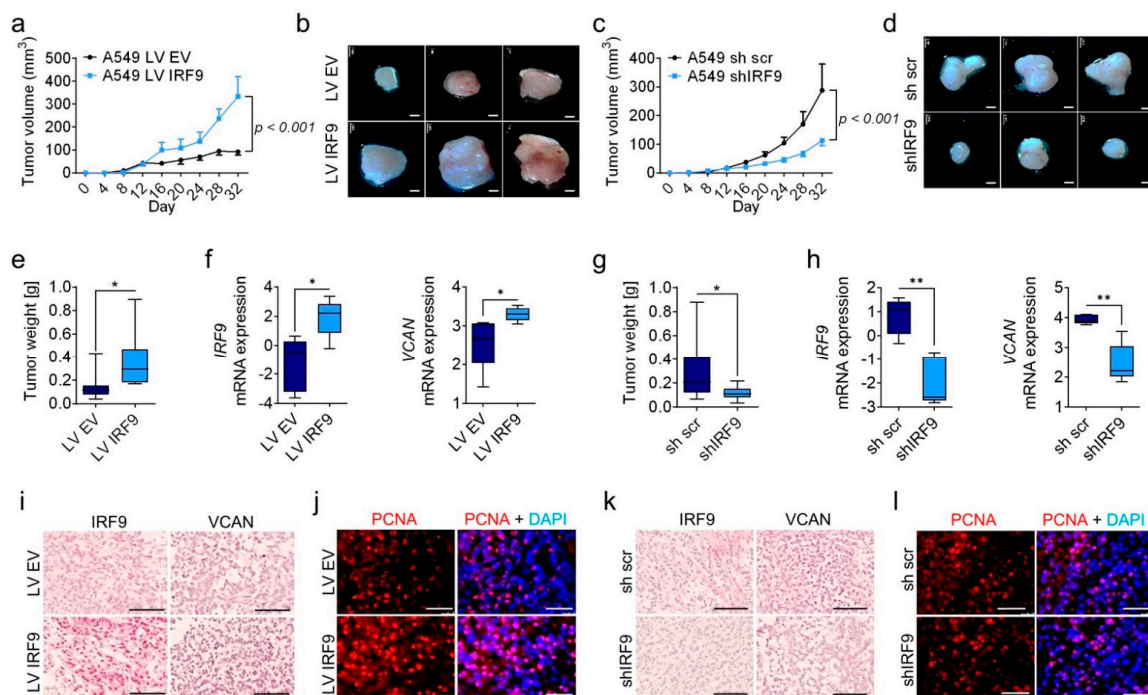 a
A549 LV EV
A549 LV IRF9
Tumor volume (mm³)
500
400
300
200
100
0
0 4 8 12 16 20 24 28 32
Day
p < 0.001
b
LV EV
LV IRF9
c
A549 sh scr
A549 shIRF9
Tumor volume (mm³)
500
400
300
200
100
0
0 4 8 12 16 20 24 28 32
Day
p < 0.001
d
sh scr
shIRF9
e
Tumor weight [g]
1.0
0.8
0.6
0.4
0.2
0.0
*
LV EV
LV IRF9
f
IRF9
mRNA expression
4
2
0
-2
-4
*
LV EV
LV IRF9
VCAN
mRNA expression
4
3
2
1
*
LV EV
LV IRF9
g
Tumor weight [g]
1.0
0.8
0.6
0.4
0.2
0.0
*
sh scr
shIRF9
h
IRF9
mRNA expression
2
1
0
-1
-2
-3
**
sh scr
shIRF9
VCAN
mRNA expression
5
4
3
2
1
**
sh scr
shIRF9
i
IRF9 VCAN
LV EV
LV IRF9
j
PCNA PCNA + DAPI
LV EV
LV IRF9
k
IRF9 VCAN
sh scr
shIRF9
l
PCNA PCNA + DAPI
sh scr
shIRF9